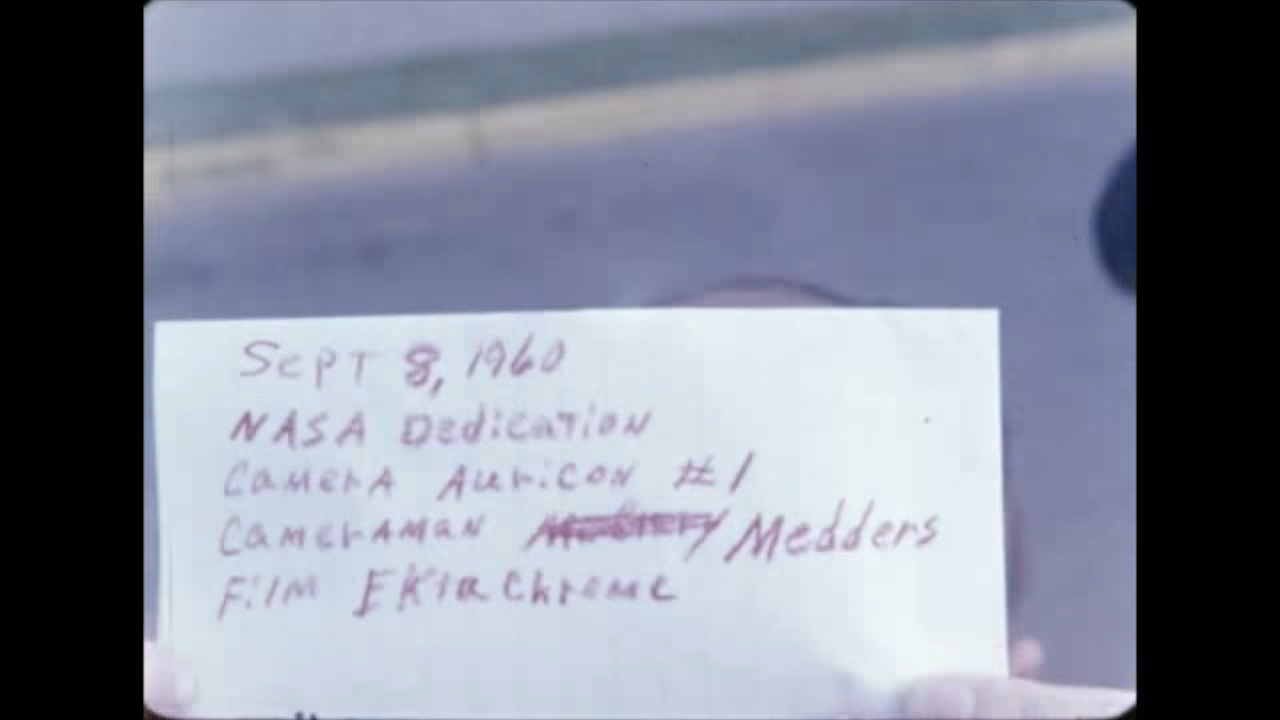 Sept 8, 1960
NASA Dedication
Camera Auricon #1
Cameraman Medders
Film Ektachrome